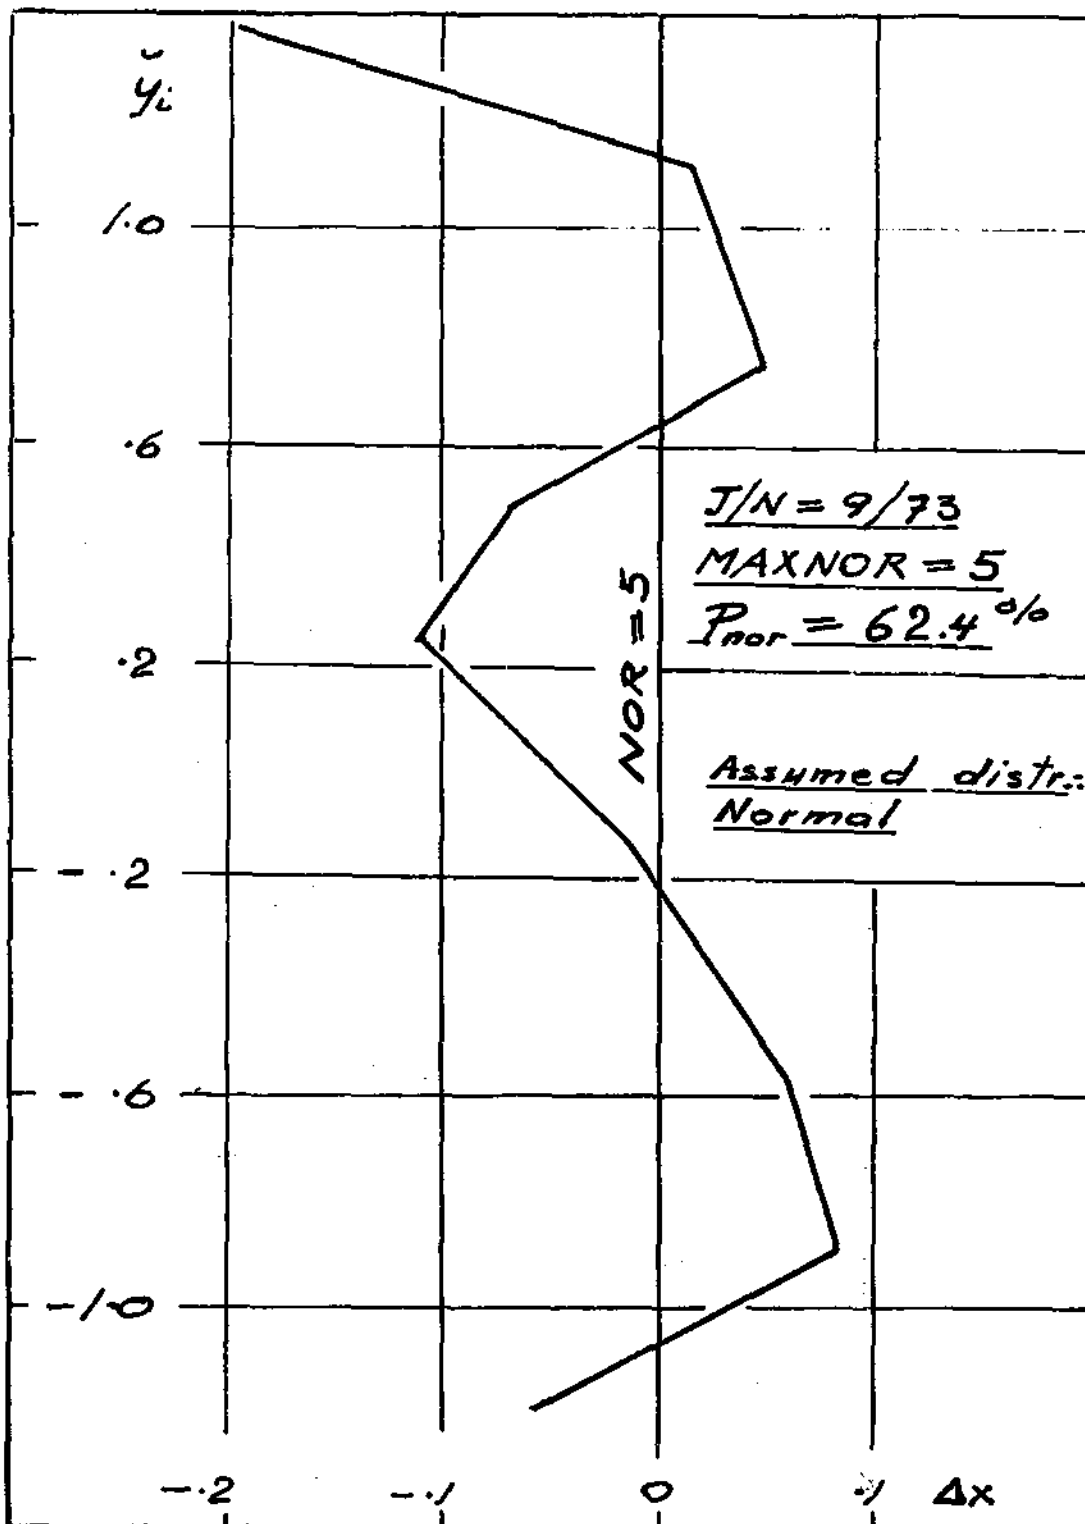 y̆i
1.0
.6
.2
- .2
- .6
-1.0
NOR = 5
J/N = 9/73
MAXNOR = 5
Pnor = 62.4 %
Assumed distr.:
Normal
-.2
-.1
0
.1
Δx